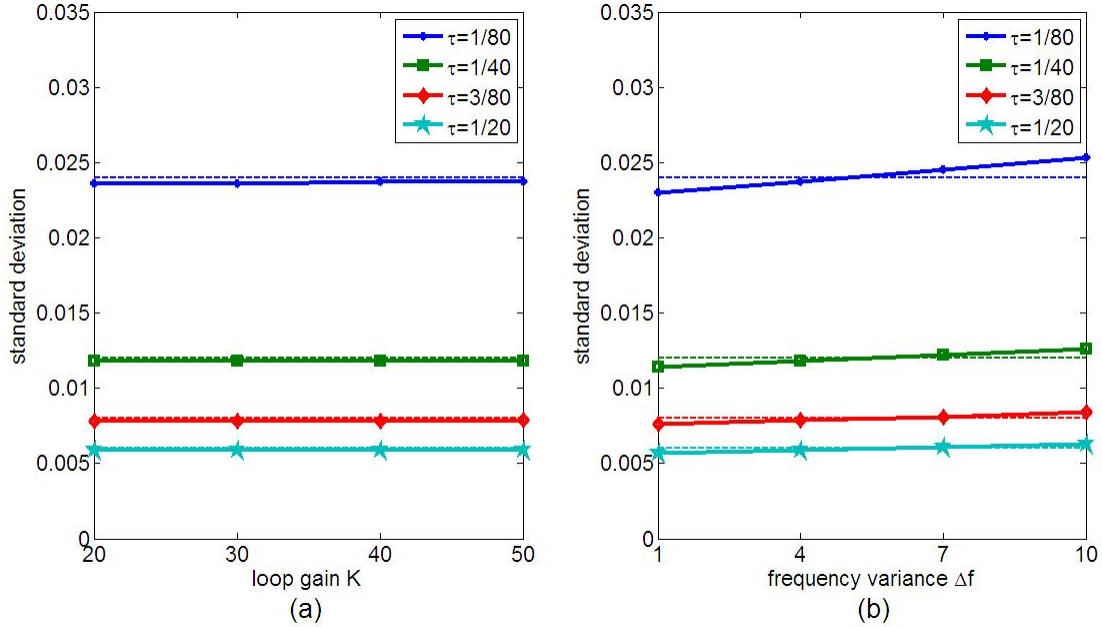 0.035
0.03
0.025
0.02
0.015
0.01
0.005
0
20 30 40 50
standard deviation
loop gain K
(a)
τ=1/80
τ=1/40
τ=3/80
τ=1/20
0.035
0.03
0.025
0.02
0.015
0.01
0.005
0
1 4 7 10
standard deviation
frequency variance Δf
(b)
τ=1/80
τ=1/40
τ=3/80
τ=1/20